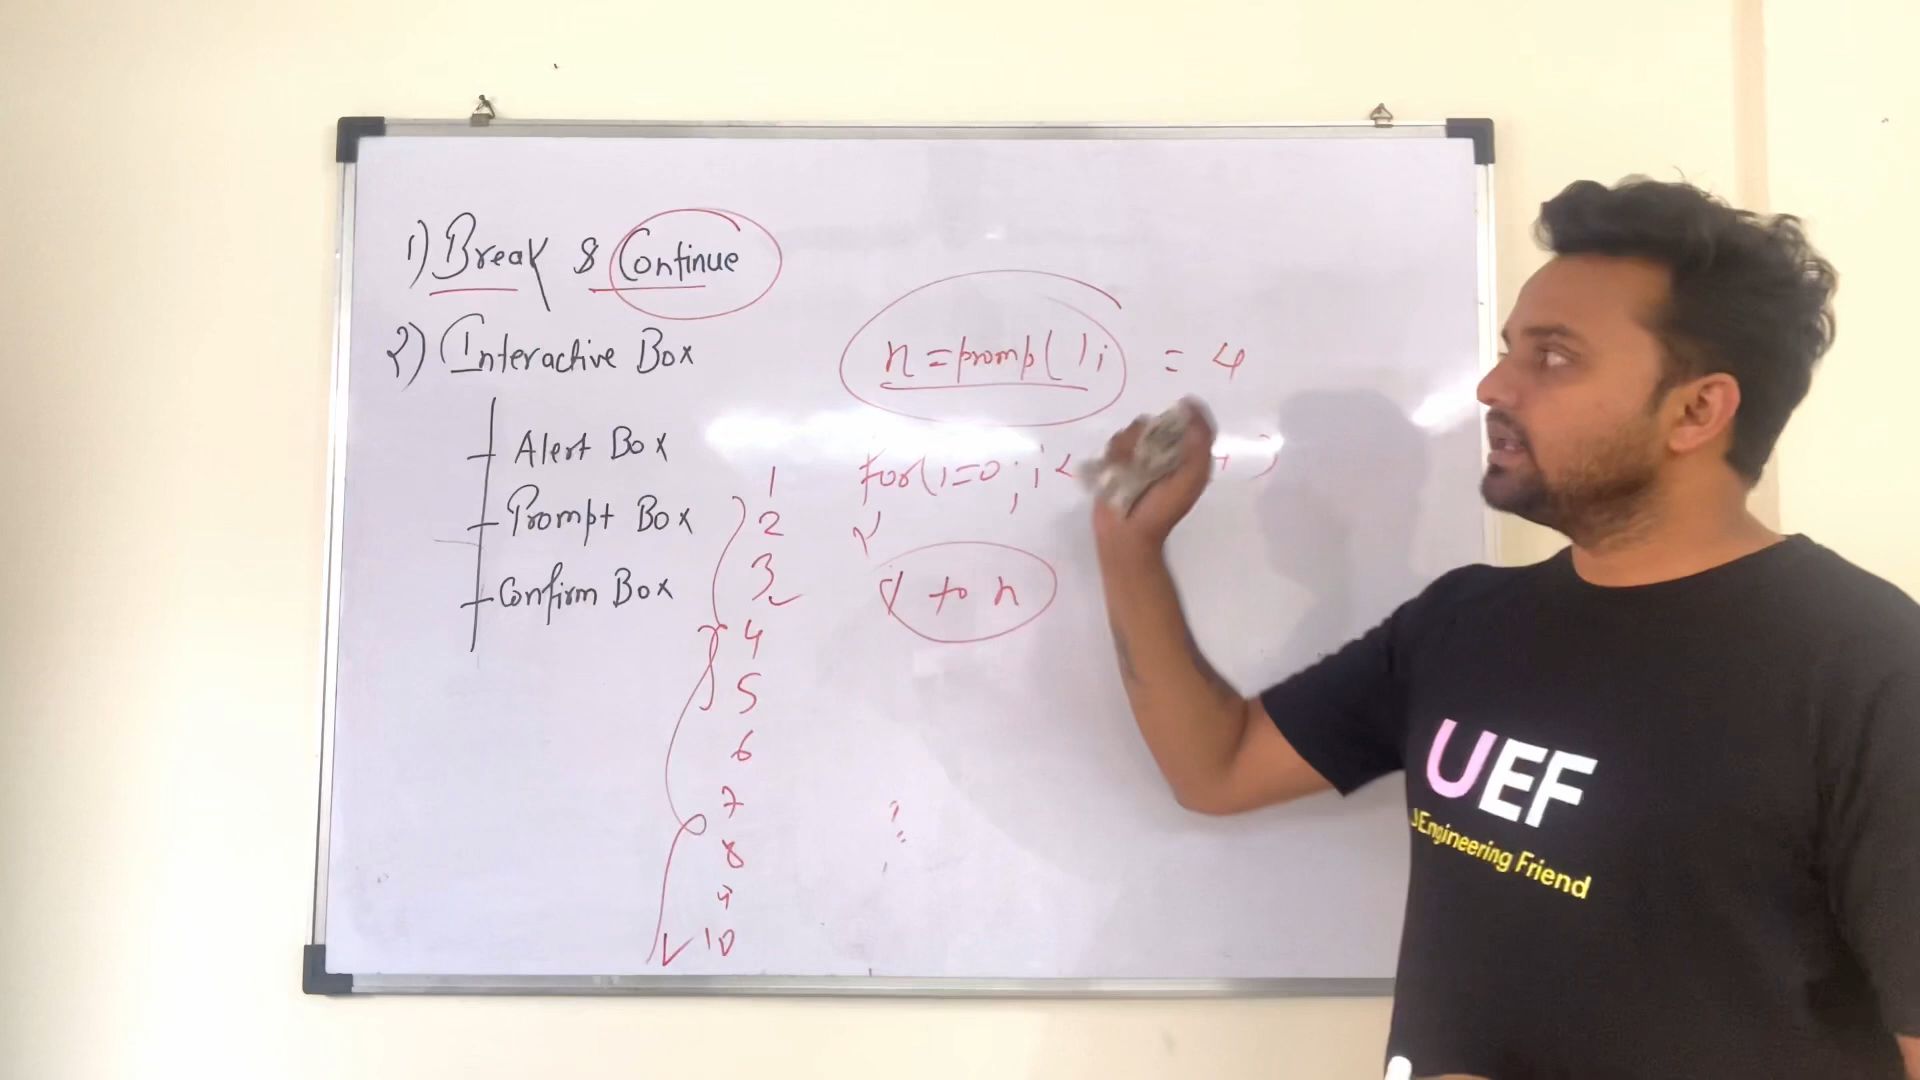 1) Break & Continue
2) Interactive Box
Alert Box
Prompt Box
Confirm Box
n = promp( ); = 4
for(i=0; i<
1 to n
1
2
3
4
5
6
7
8
9
10
UEF
Engineering Friend